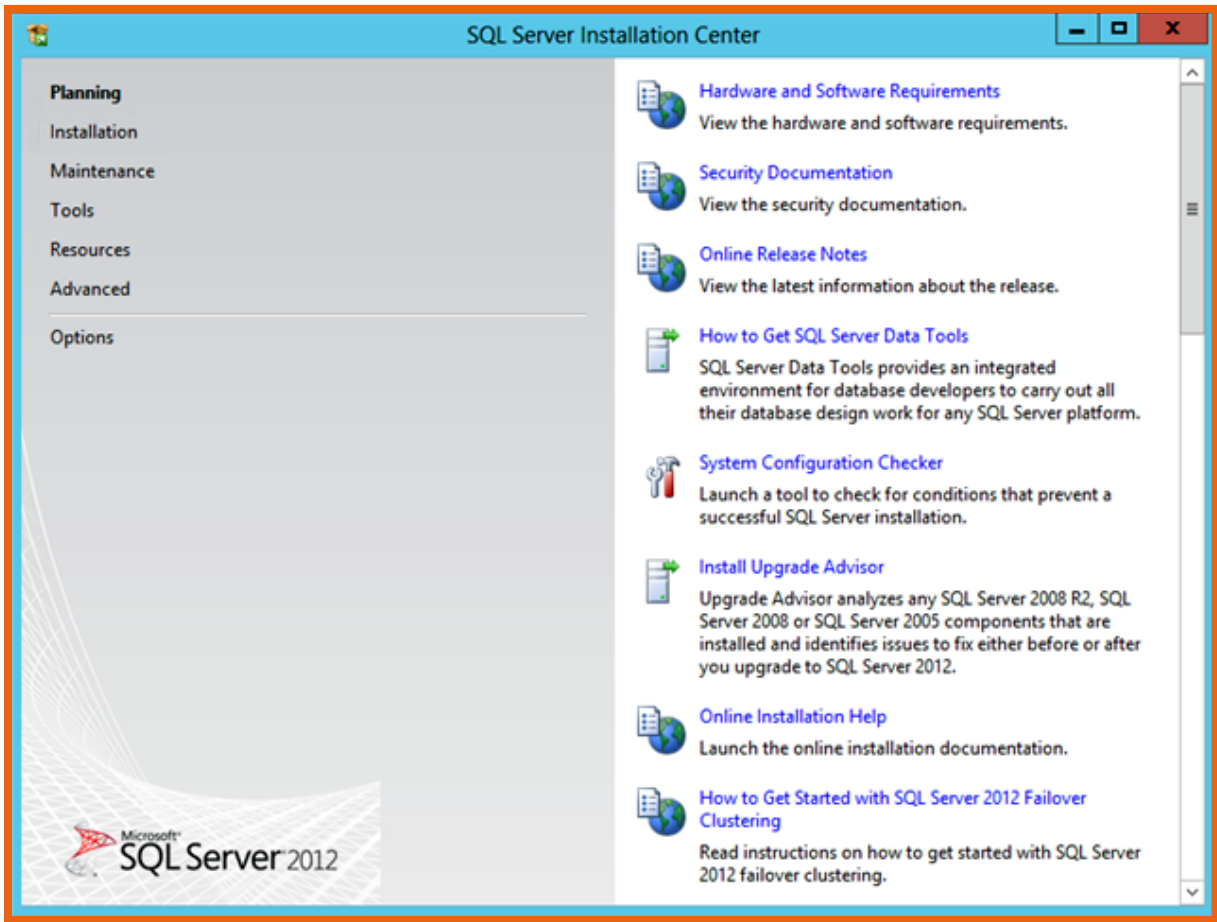 SQL Server Installation Center
Planning
Installation
Maintenance
Tools
Resources
Advanced
Options
Hardware and Software Requirements
View the hardware and software requirements.
Security Documentation
View the security documentation.
Online Release Notes
View the latest information about the release.
How to Get SQL Server Data Tools
SQL Server Data Tools provides an integrated
environment for database developers to carry out all
their database design work for any SQL Server platform.
System Configuration Checker
Launch a tool to check for conditions that prevent a
successful SQL Server installation.
Install Upgrade Advisor
Upgrade Advisor analyzes any SQL Server 2008 R2, SQL
Server 2008 or SQL Server 2005 components that are
installed and identifies issues to fix either before or after
you upgrade to SQL Server 2012.
Online Installation Help
Launch the online installation documentation.
How to Get Started with SQL Server 2012 Failover
Clustering
Read instructions on how to get started with SQL Server
2012 failover clustering.
Microsoft®
SQL Server 2012